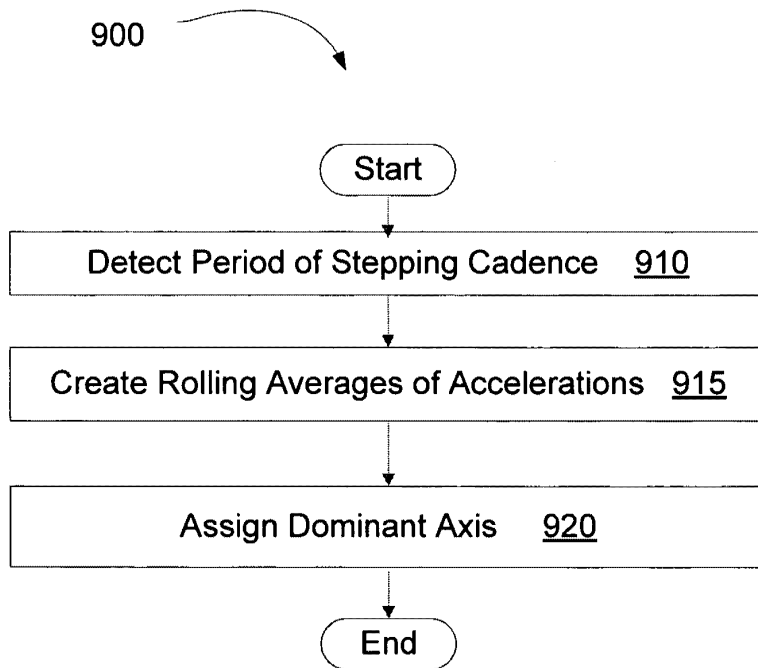 900
Start
Detect Period of Stepping Cadence 910
Create Rolling Averages of Accelerations 915
Assign Dominant Axis 920
End